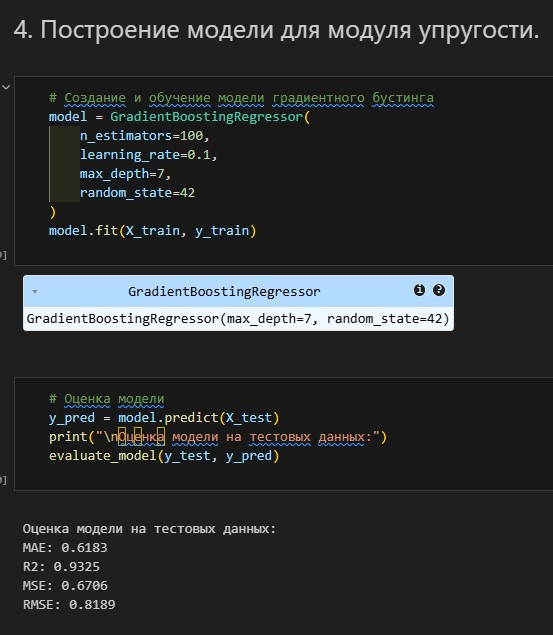 4. Построение модели для модуля упругости.
# Создание и обучение модели градиентного бустинга
model = GradientBoostingRegressor(
n_estimators=100,
learning_rate=0.1,
max_depth=7,
random_state=42
)
model.fit(X_train, y_train)
]
GradientBoostingRegressor
i ?
GradientBoostingRegressor(max_depth=7, random_state=42)
# Оценка модели
y_pred = model.predict(X_test)
print("\nОценка модели на тестовых данных:")
evaluate_model(y_test, y_pred)
]
Оценка модели на тестовых данных:
MAE: 0.6183
R2: 0.9325
MSE: 0.6706
RMSE: 0.8189